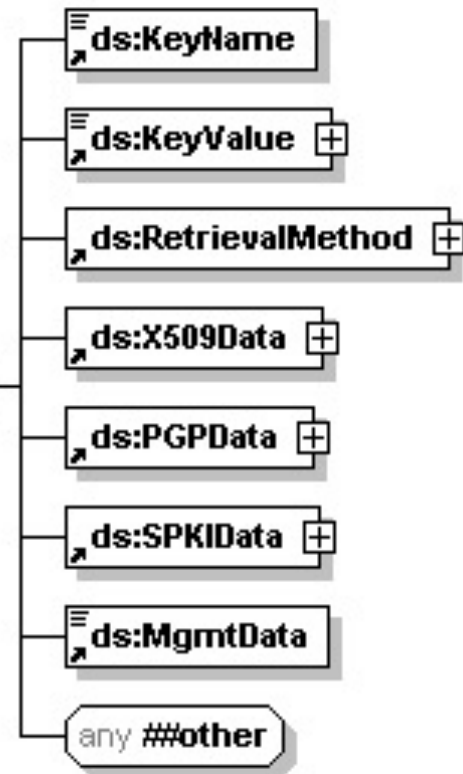 ds:KeyName
ds:KeyValue
ds:RetrievalMethod
ds:X509Data
ds:PGPData
ds:SPKIData
ds:MgmtData
any ##other